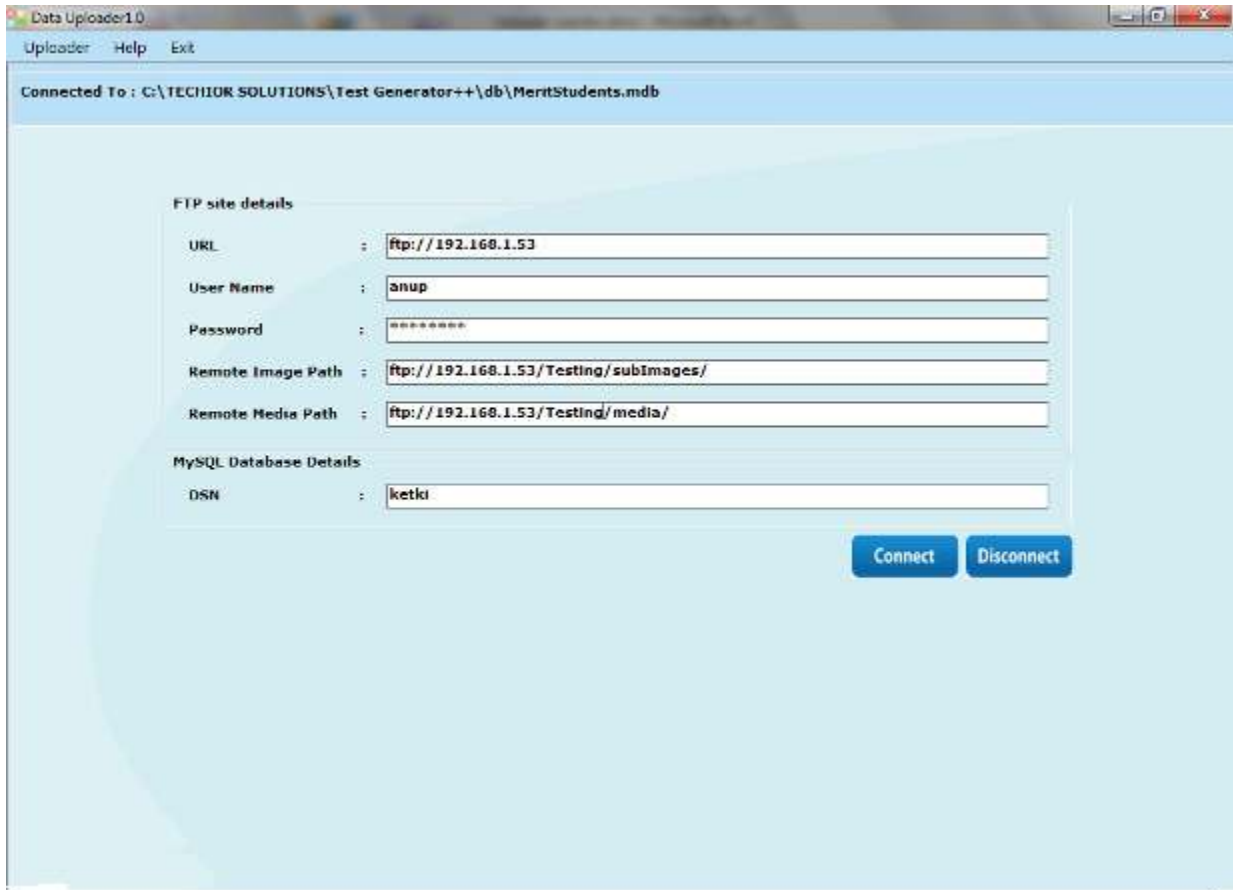 Data Uploader1.0
Uploader Help Exit
Connected To : C:\TECHIOR SOLUTIONS\Test Generator++\db\MeritStudents.mdb
FTP site details
URL : ftp://192.168.1.53
User Name : anup
Password : ********
Remote Image Path : ftp://192.168.1.53/Testing/subImages/
Remote Media Path : ftp://192.168.1.53/Testing/media/
MySQL Database Details
DSN : ketki
Connect Disconnect